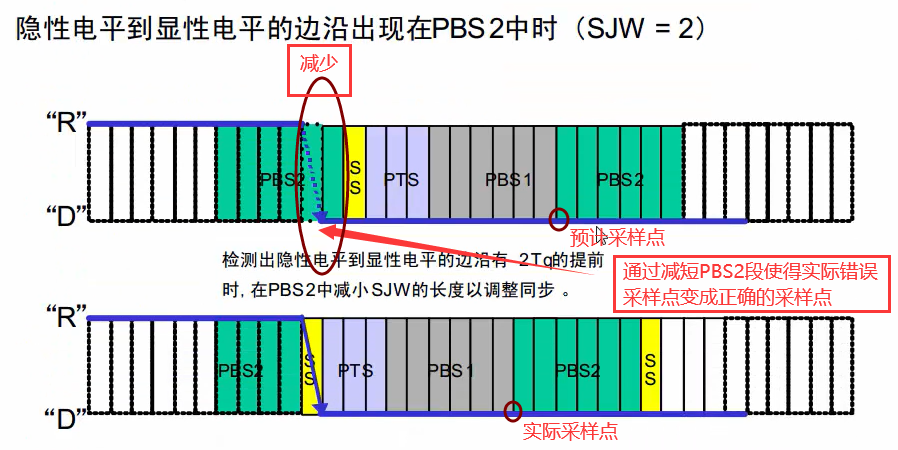 隐性电平到显性电平的边沿出现在PBS2中时（SJW = 2）
减少
“R”
PBS2
SS
PTS
PBS1
PBS2
“D”
预计采样点
检测出隐性电平到显性电平的边沿有 2Tq的提前
时, 在PBS2中减小SJW的长度以调整同步 。
通过减短PBS2段使得实际错误
采样点变成正确的采样点
“R”
PBS2
SS
PTS
PBS1
PBS2
SS
“D”
实际采样点